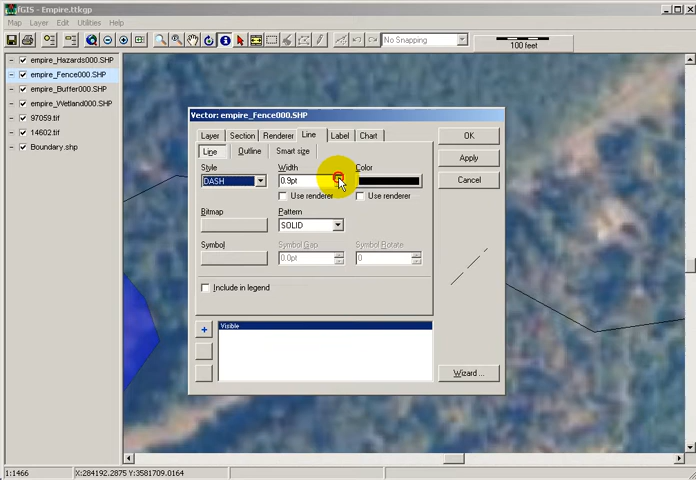 fGIS - Empire.ttkgp
Map Layer Edit Utilities Help
No Snapping
100 feet
empire_Hazards000.SHP
empire_Fence000.SHP
empire_Buffer000.SHP
empire_Wetland000.SHP
97059.tif
14602.tif
Boundary.shp
Vector: empire_Fence000.SHP
Layer Section Renderer Line Label Chart
OK
Line Outline Smart size
Apply
Style Width Color
DASH 0.9pt
Cancel
Use renderer Use renderer
Bitmap Pattern
SOLID
Symbol Symbol Gap Symbol Rotate
0.0pt 0
Include in legend
Visible
Wizard ...
1:1466 X:284192.2875 Y:3581709.0164